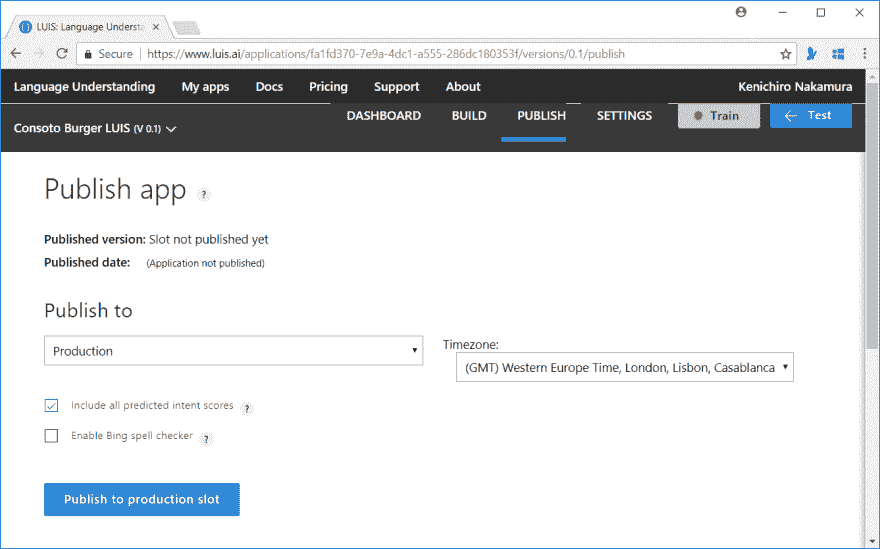 LUIS: Language Understa
Secure https://www.luis.ai/applications/fa1fd370-7e9a-4dc1-a555-286dc180353f/versions/0.1/publish
Language Understanding My apps Docs Pricing Support About Kenichiro Nakamura
Consoto Burger LUIS (V 0.1) DASHBOARD BUILD PUBLISH SETTINGS Train Test
Publish app ?
Published version: Slot not published yet
Published date: (Application not published)
Publish to
Timezone:
Production
(GMT) Western Europe Time, London, Lisbon, Casablanca
Include all predicted intent scores ?
Enable Bing spell checker ?
Publish to production slot